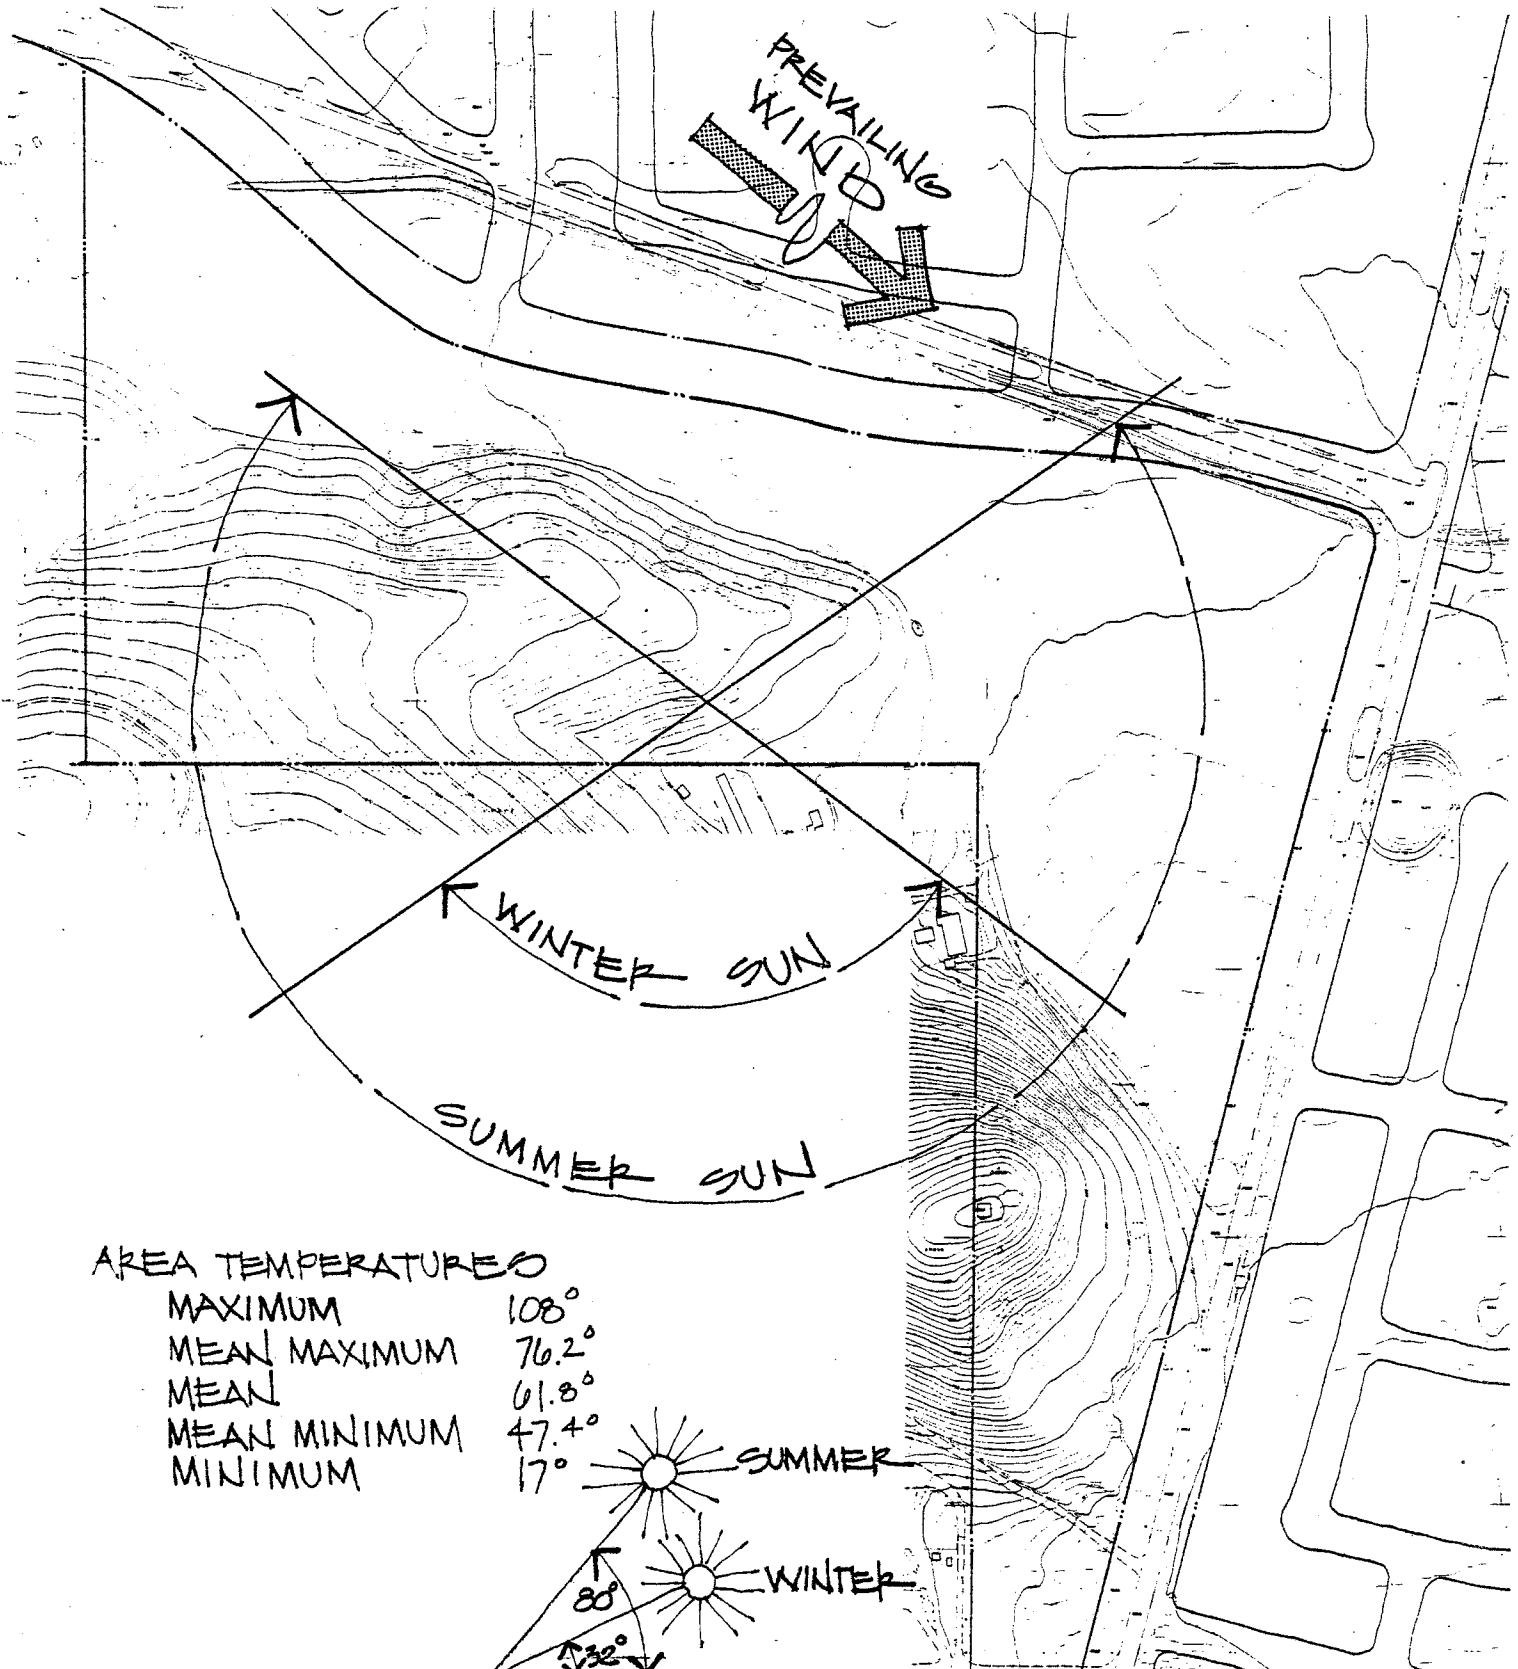 PREVAILING
WIND
WINTER SUN
SUMMER SUN
AREA TEMPERATURES
MAXIMUM 108°
MEAN MAXIMUM 76.2°
MEAN 61.8°
MEAN MINIMUM 47.4°
MINIMUM 17°
SUMMER
WINTER
80°
32°